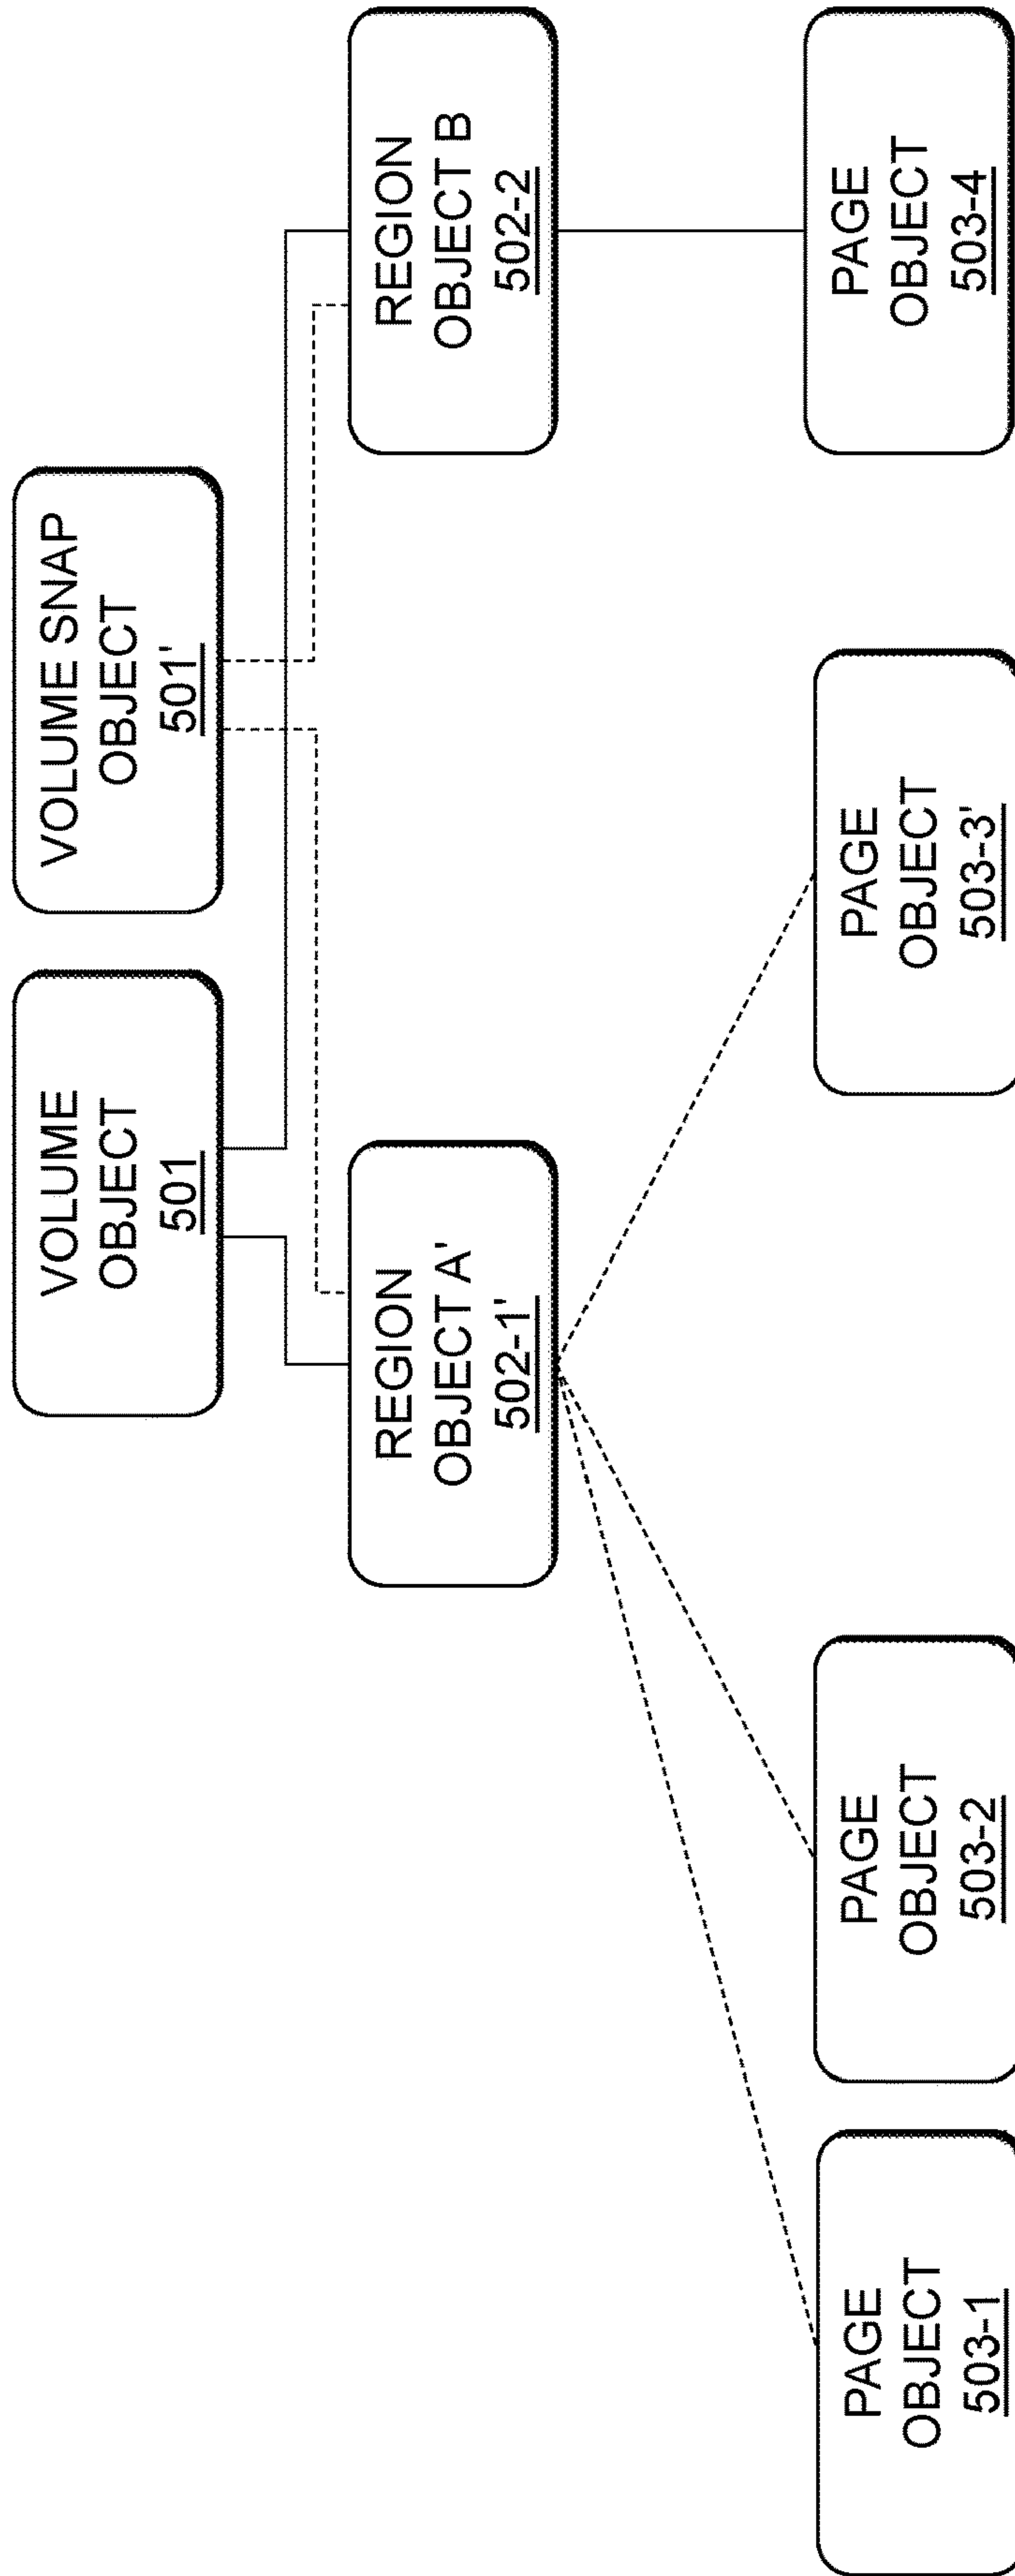 VOLUME
OBJECT
501
VOLUME SNAP
OBJECT
501'
REGION
OBJECT A'
502-1'
REGION
OBJECT B
502-2
PAGE
OBJECT
503-1
PAGE
OBJECT
503-2
PAGE
OBJECT
503-3'
PAGE
OBJECT
503-4